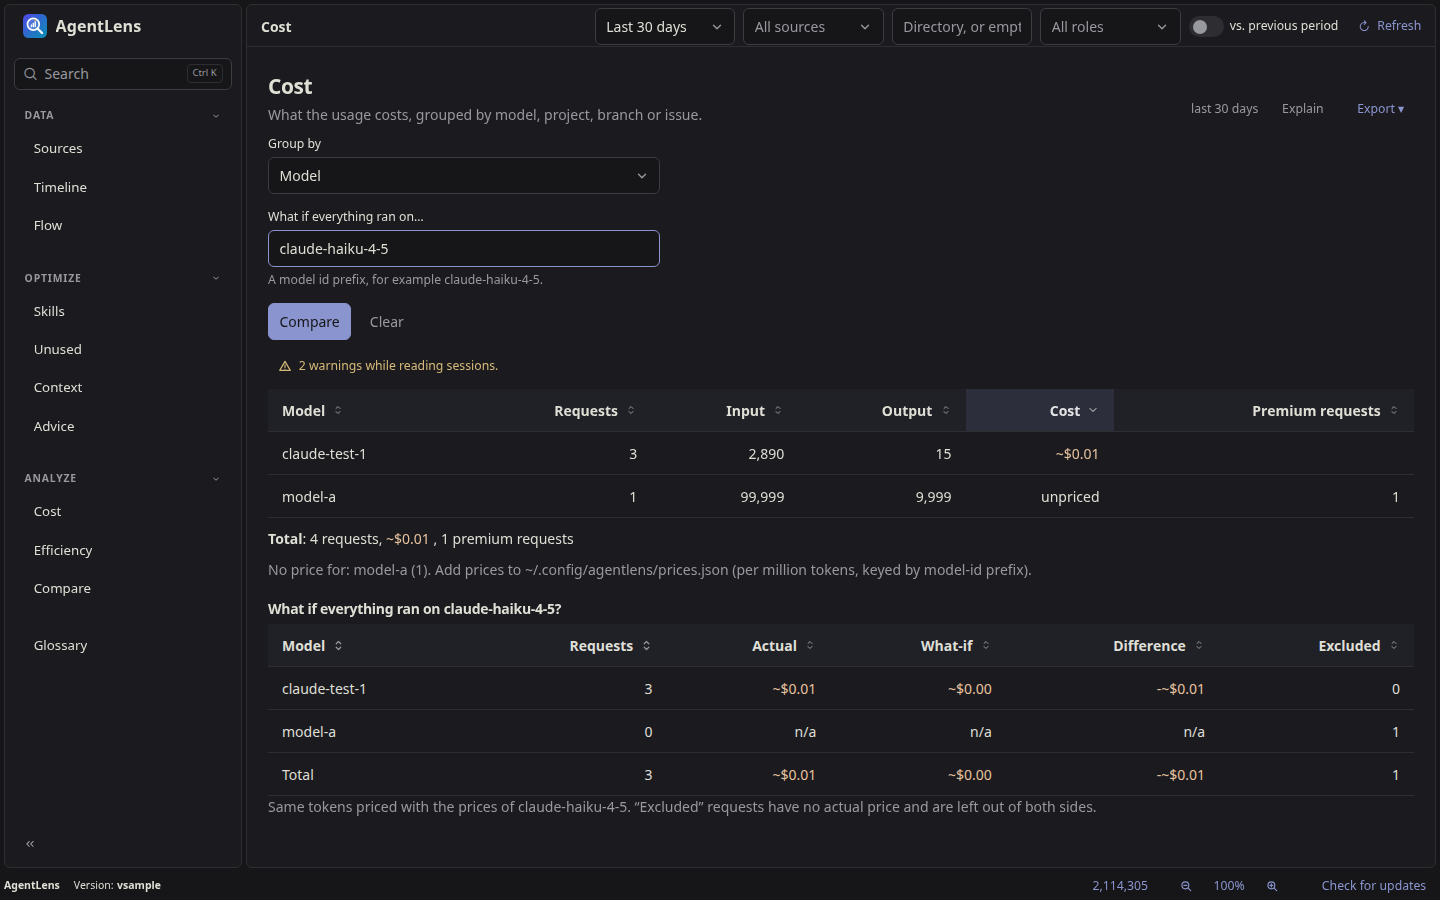 AgentLens
Search
Ctrl K
DATA
Sources
Timeline
Flow
OPTIMIZE
Skills
Unused
Context
Advice
ANALYZE
Cost
Efficiency
Compare
Glossary
«
Cost
Last 30 days
All sources
Directory, or empt
All roles
vs. previous period
Refresh
Cost
What the usage costs, grouped by model, project, branch or issue.
last 30 days
Explain
Export ▾
Group by
Model
What if everything ran on...
claude-haiku-4-5
A model id prefix, for example claude-haiku-4-5.
Compare
Clear
2 warnings while reading sessions.
Model Requests Input Output Cost Premium requests
claude-test-1 3 2,890 15 ~$0.01
model-a 1 99,999 9,999 unpriced 1
Total: 4 requests, ~$0.01 , 1 premium requests
No price for: model-a (1). Add prices to ~/.config/agentlens/prices.json (per million tokens, keyed by model-id prefix).
What if everything ran on claude-haiku-4-5?
Model Requests Actual What-if Difference Excluded
claude-test-1 3 ~$0.01 ~$0.00 -~$0.01 0
model-a 0 n/a n/a n/a 1
Total 3 ~$0.01 ~$0.00 -~$0.01 1
Same tokens priced with the prices of claude-haiku-4-5. “Excluded” requests have no actual price and are left out of both sides.
AgentLens Version: vsample
2,114,305
100%
Check for updates